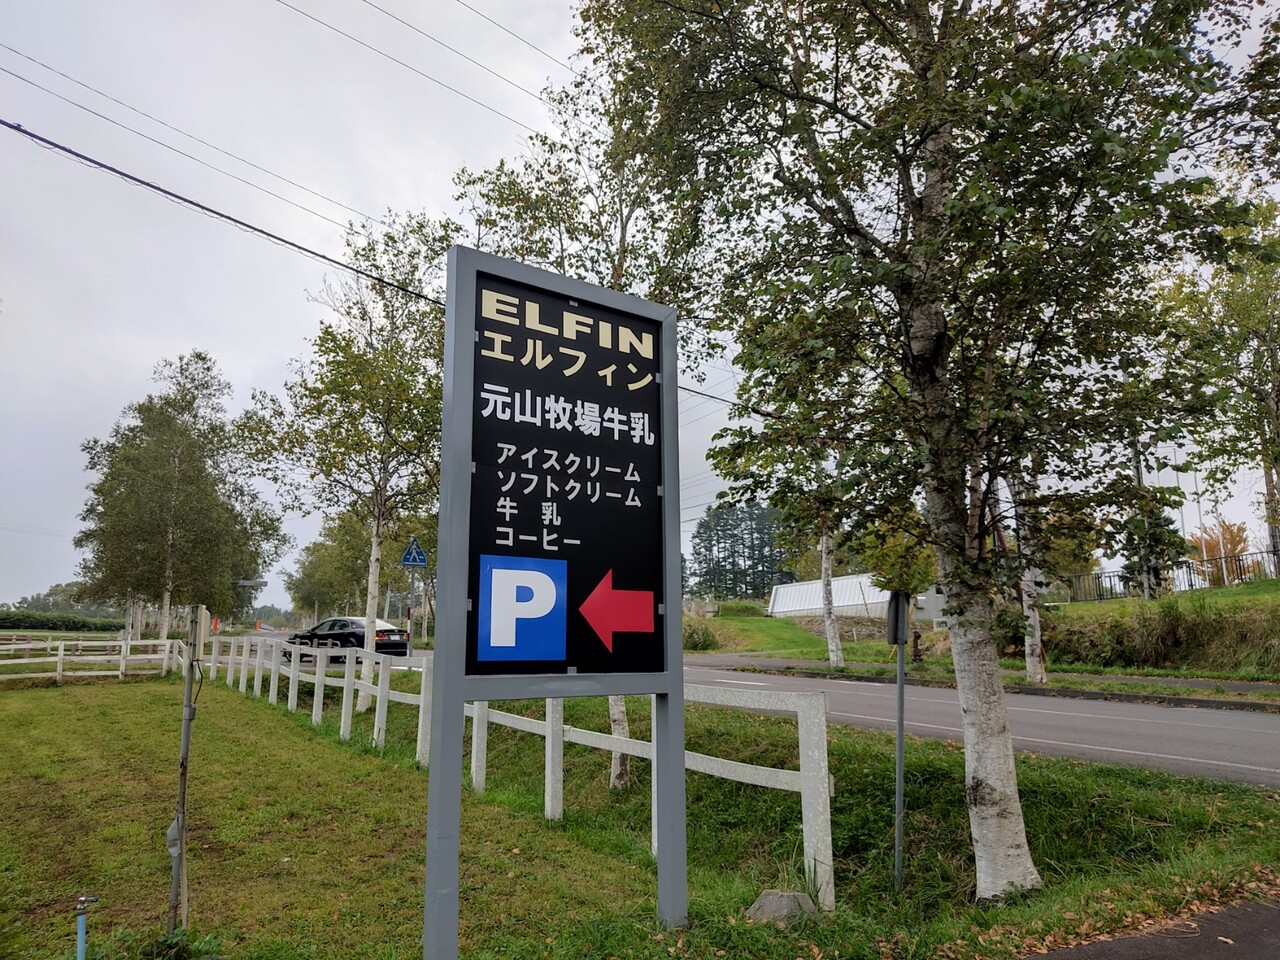 ELFIN
エルフィン
元山牧場牛乳
アイスクリーム
ソフトクリーム
牛 乳
コーヒー
P